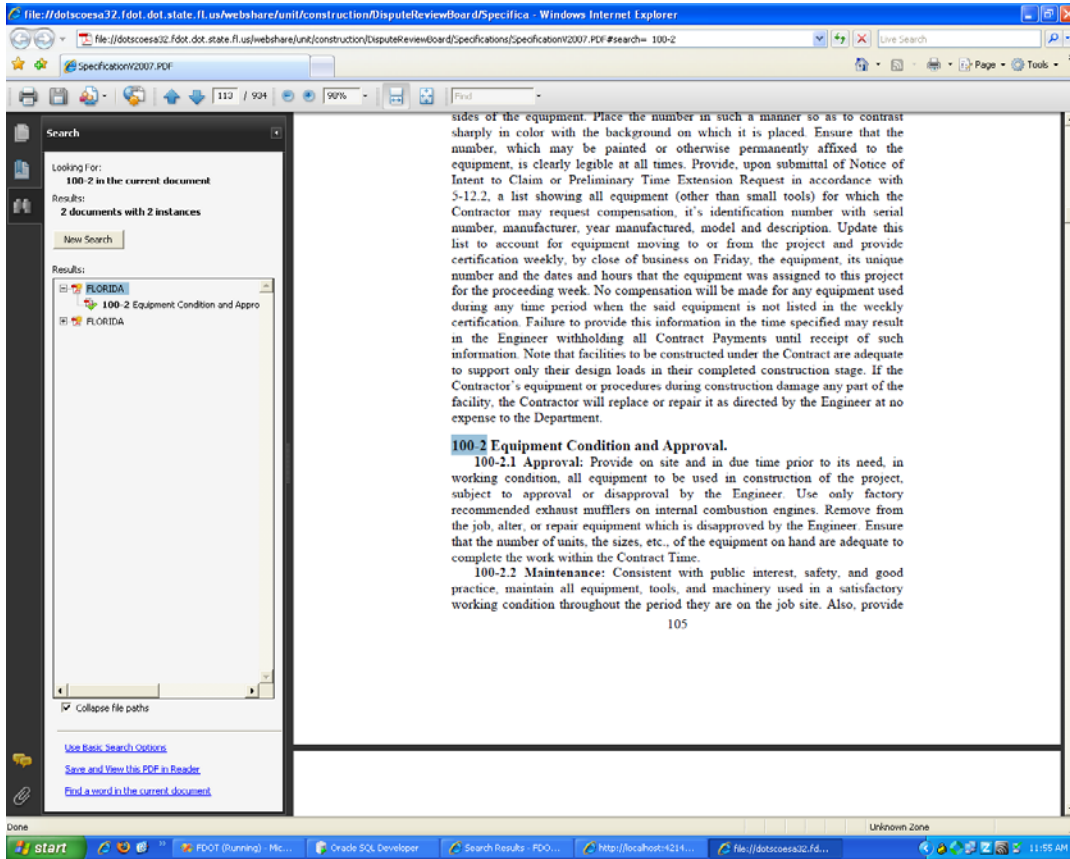 file://dotscoesa32.fdot.dot.state.fl.us/webshare/unit/construction/DisputeReviewBoard/Specifica - Windows Internet Explorer
file://dotscoesa32.fdot.dot.state.fl.us/webshare/unit/construction/DisputeReviewBoard/Specifications/SpecificationV2007.PDF#search= 100-2
Live Search
SpecificationV2007.PDF
Page
Tools
113 / 934
98%
Find
Search
Looking For:
100-2 in the current document
Results:
2 documents with 2 instances
New Search
Results:
FLORIDA
100-2 Equipment Condition and Appro
FLORIDA
Collapse file paths
Use Basic Search Options
Save and View this PDF in Reader
Find a word in the current document
sides of the equipment. Place the number in such a manner so as to contrast
sharply in color with the background on which it is placed. Ensure that the
number, which may be painted or otherwise permanently affixed to the
equipment, is clearly legible at all times. Provide, upon submittal of Notice of
Intent to Claim or Preliminary Time Extension Request in accordance with
5-12.2, a list showing all equipment (other than small tools) for which the
Contractor may request compensation, it's identification number with serial
number, manufacturer, year manufactured, model and description. Update this
list to account for equipment moving to or from the project and provide
certification weekly, by close of business on Friday, the equipment, its unique
number and the dates and hours that the equipment was assigned to this project
for the proceeding week. No compensation will be made for any equipment used
during any time period when the said equipment is not listed in the weekly
certification. Failure to provide this information in the time specified may result
in the Engineer withholding all Contract Payments until receipt of such
information. Note that facilities to be constructed under the Contract are adequate
to support only their design loads in their completed construction stage. If the
Contractor's equipment or procedures during construction damage any part of the
facility, the Contractor will replace or repair it as directed by the Engineer at no
expense to the Department.
100-2 Equipment Condition and Approval.
100-2.1 Approval: Provide on site and in due time prior to its need, in
working condition, all equipment to be used in construction of the project,
subject to approval or disapproval by the Engineer. Use only factory
recommended exhaust mufflers on internal combustion engines. Remove from
the job, alter, or repair equipment which is disapproved by the Engineer. Ensure
that the number of units, the sizes, etc., of the equipment on hand are adequate to
complete the work within the Contract Time.
100-2.2 Maintenance: Consistent with public interest, safety, and good
practice, maintain all equipment, tools, and machinery used in a satisfactory
working condition throughout the period they are on the job site. Also, provide
105
Done
Unknown Zone
start
FDOT (Running) - Mic...
Oracle SQL Developer
Search Results - FDO...
http://localhost:4214...
file://dotscoesa32.fd...
11:55 AM